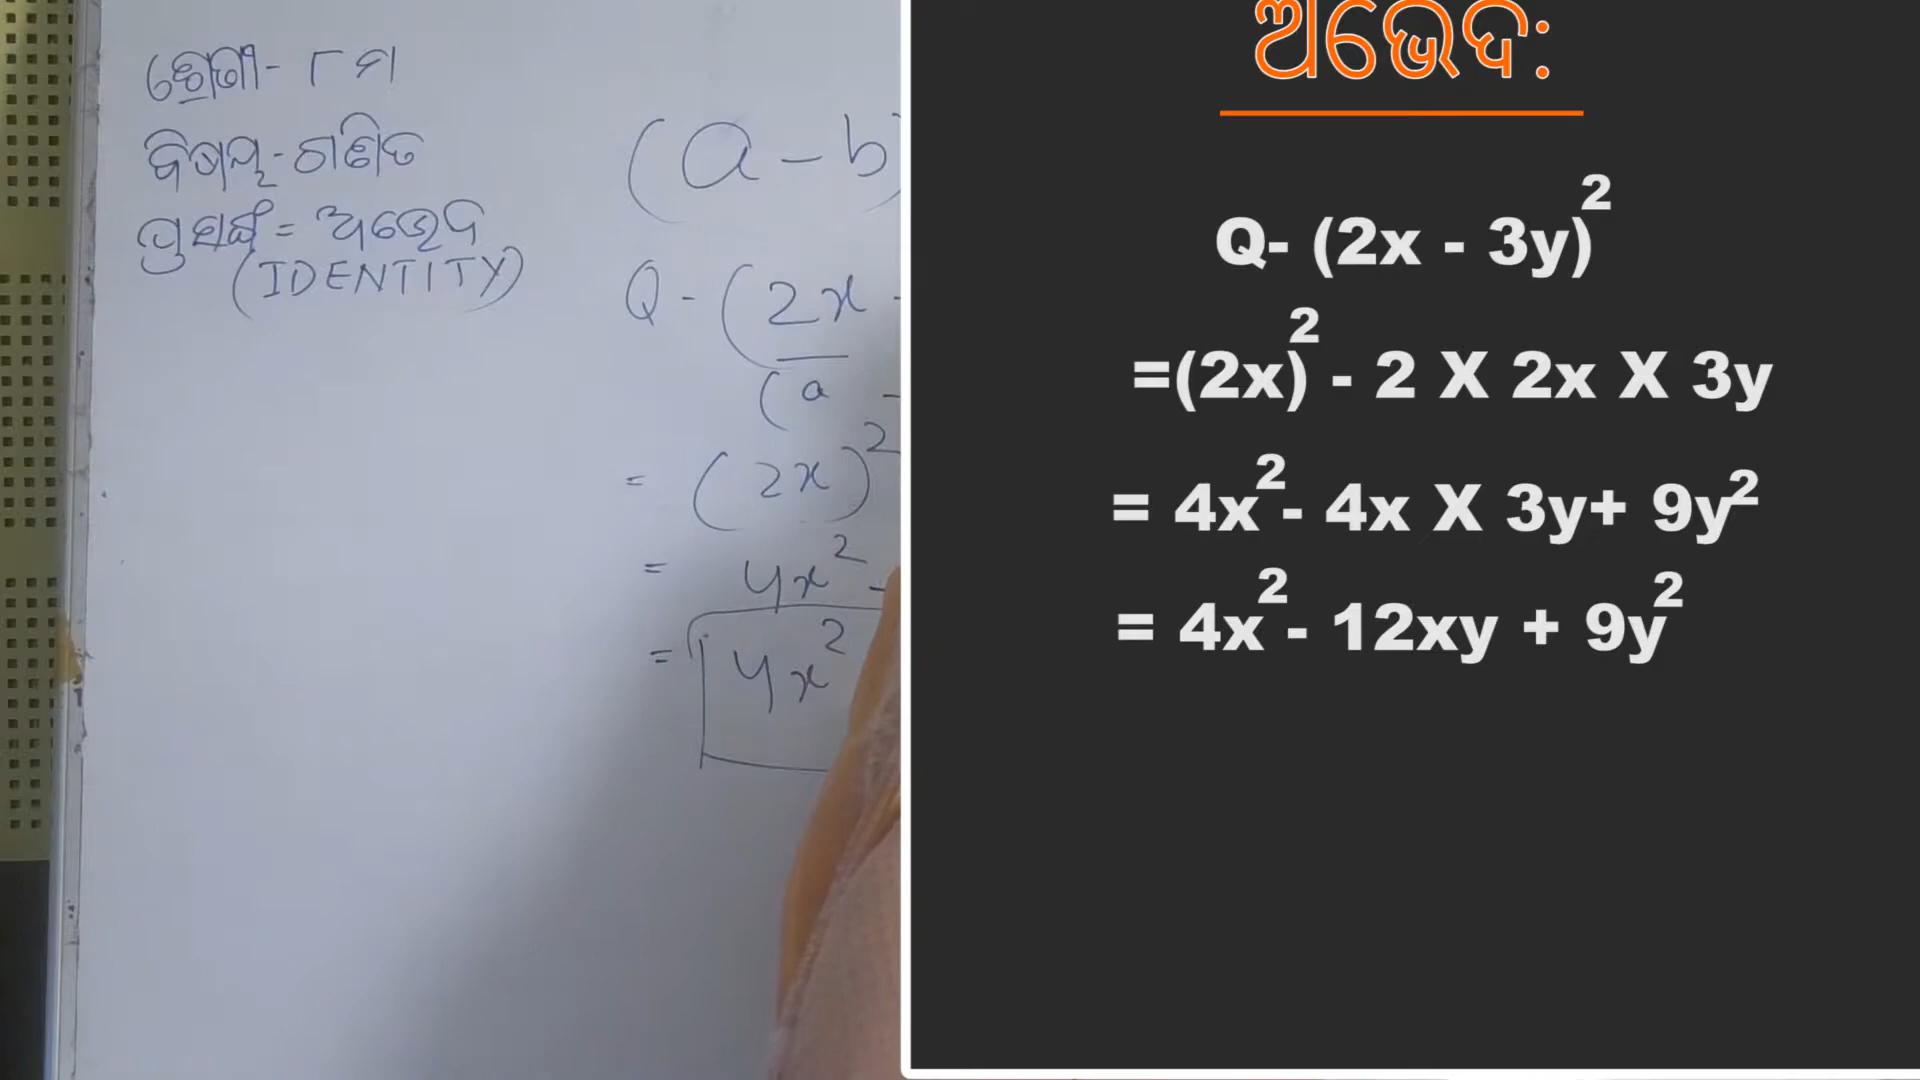 ଶ୍ରେଣୀ- ୮ମ
ବିଷୟ-ଗଣିତ
ପ୍ରସଙ୍ଗ = ଅଭେଦ
(IDENTITY)
(a - b)
Q - (2x -
(a -
= (2x)²
= 4x² -
= 4x²
ଅଭେଦ:
Q- (2x - 3y)²
=(2x)² - 2 X 2x X 3y
= 4x²- 4x X 3y+ 9y²
= 4x²- 12xy + 9y²